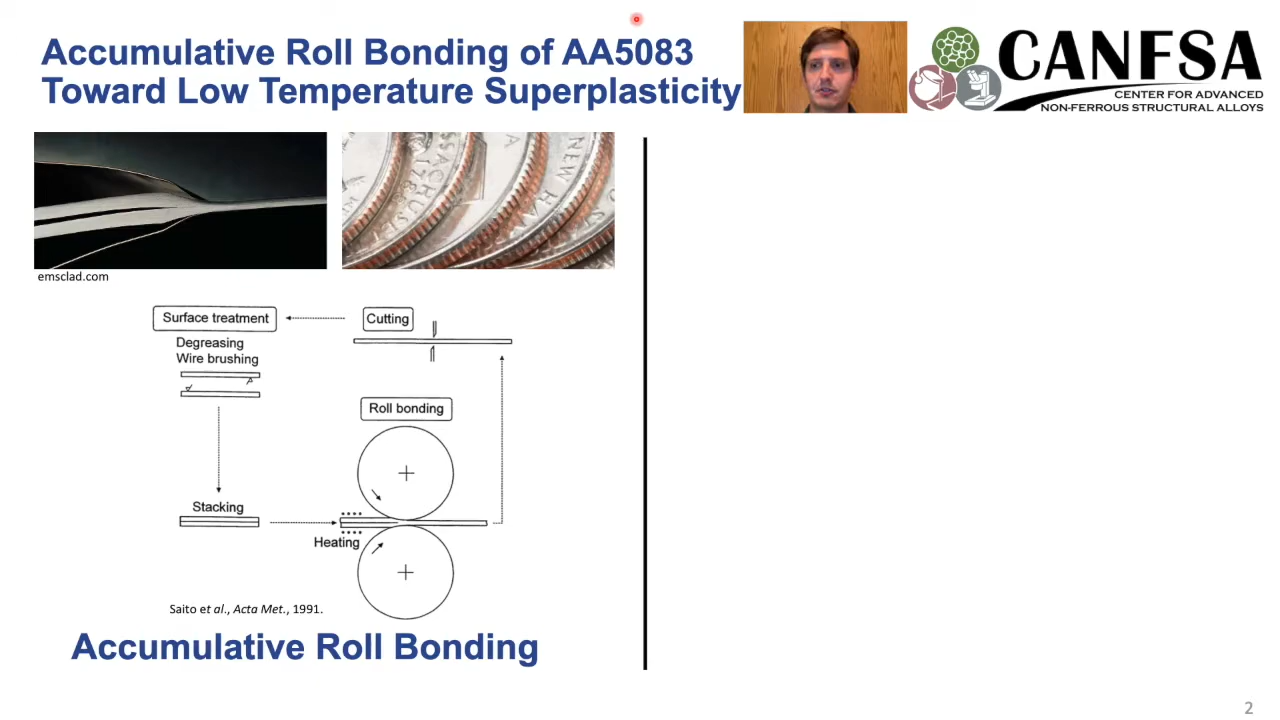 Accumulative Roll Bonding of AA5083
Toward Low Temperature Superplasticity
CANFSA
CENTER FOR ADVANCED
NON-FERROUS STRUCTURAL ALLOYS
NEW HA
emsclad.com
Surface treatment
Cutting
Degreasing
Wire brushing
Roll bonding
Stacking
Heating
Saito et al., Acta Met., 1991.
Accumulative Roll Bonding
2